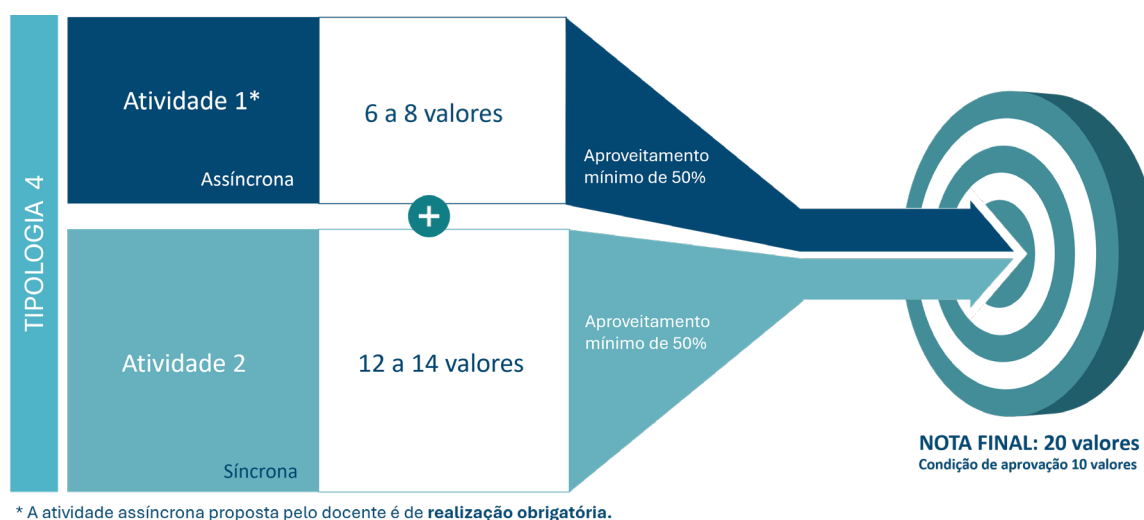 TIPOLOGIA 4
Atividade 1*
Assíncrona
6 a 8 valores
Aproveitamento
mínimo de 50%
+
Atividade 2
Síncrona
12 a 14 valores
Aproveitamento
mínimo de 50%
NOTA FINAL: 20 valores
Condição de aprovação 10 valores
* A atividade assíncrona proposta pelo docente é de realização obrigatória.